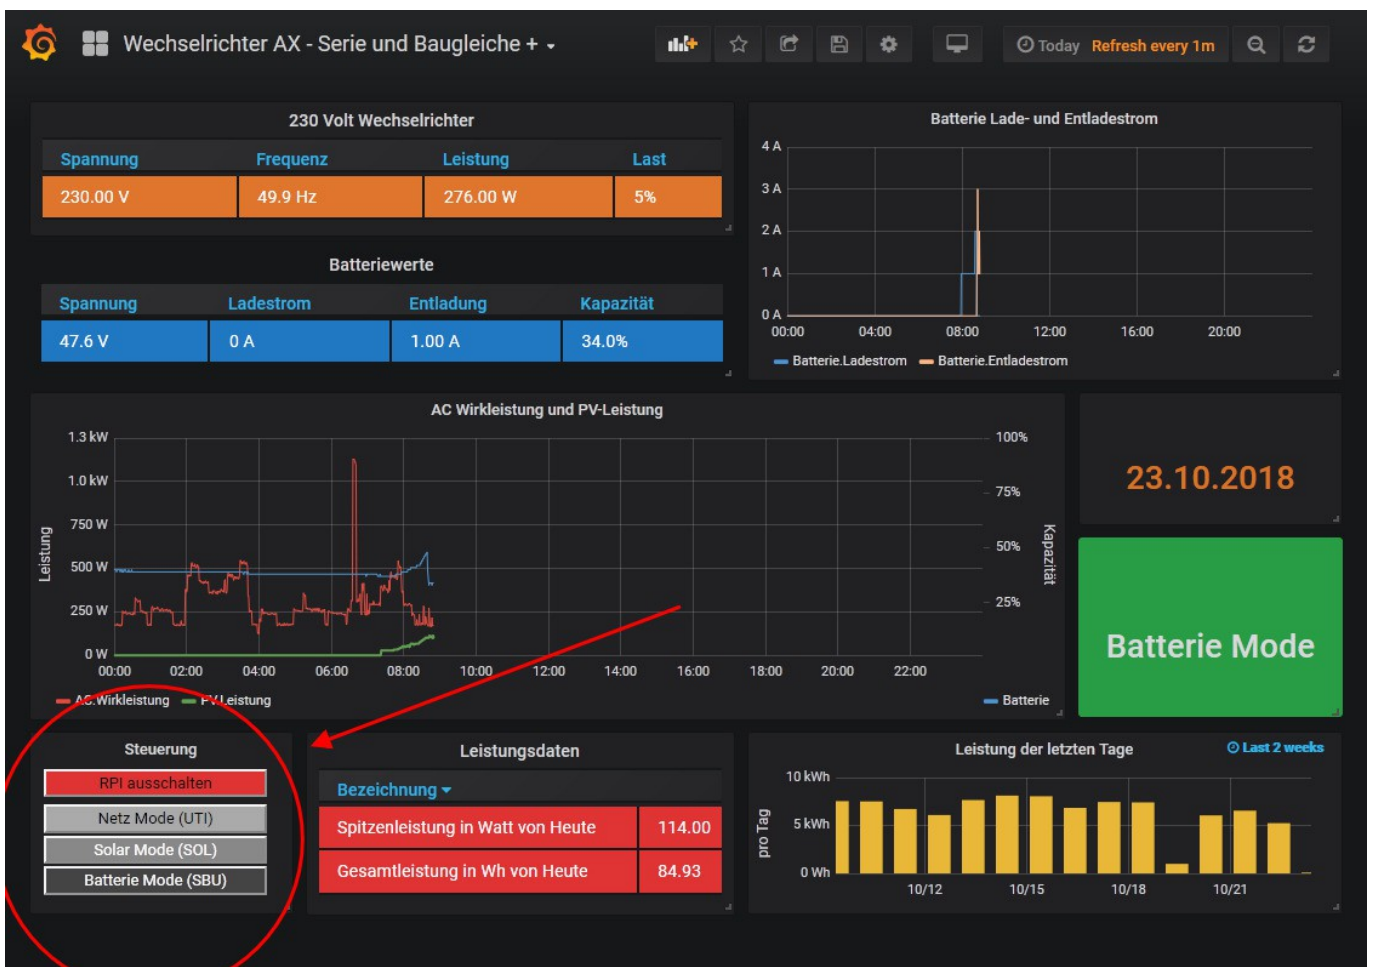 Wechselrichter AX - Serie und Baugleiche +
Today Refresh every 1m
230 Volt Wechselrichter
Spannung Frequenz Leistung Last
230.00 V 49.9 Hz 276.00 W 5%
Batteriewerte
Spannung Ladestrom Entladung Kapazität
47.6 V 0 A 1.00 A 34.0%
Batterie Lade- und Entladestrom
4 A
3 A
2 A
1 A
0 A
00:00 04:00 08:00 12:00 16:00 20:00
Batterie.Ladestrom Batterie.Entladestrom
AC Wirkleistung und PV-Leistung
1.3 kW 100%
1.0 kW 75%
750 W
500 W 50%
250 W 25%
0 W
Leistung
Kapazität
00:00 02:00 04:00 06:00 08:00 10:00 12:00 14:00 16:00 18:00 20:00 22:00
AC.Wirkleistung PV.Leistung Batterie
23.10.2018
Batterie Mode
Steuerung
RPI ausschalten
Netz Mode (UTI)
Solar Mode (SOL)
Batterie Mode (SBU)
Leistungsdaten
Bezeichnung
Spitzenleistung in Watt von Heute 114.00
Gesamtleistung in Wh von Heute 84.93
Leistung der letzten Tage Last 2 weeks
10 kWh
5 kWh
0 Wh
pro Tag
10/12 10/15 10/18 10/21